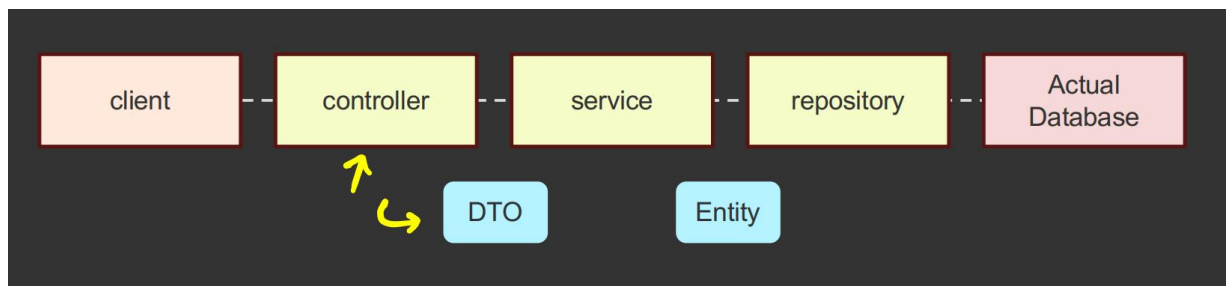 client
controller
service
repository
Actual
Database
DTO
Entity